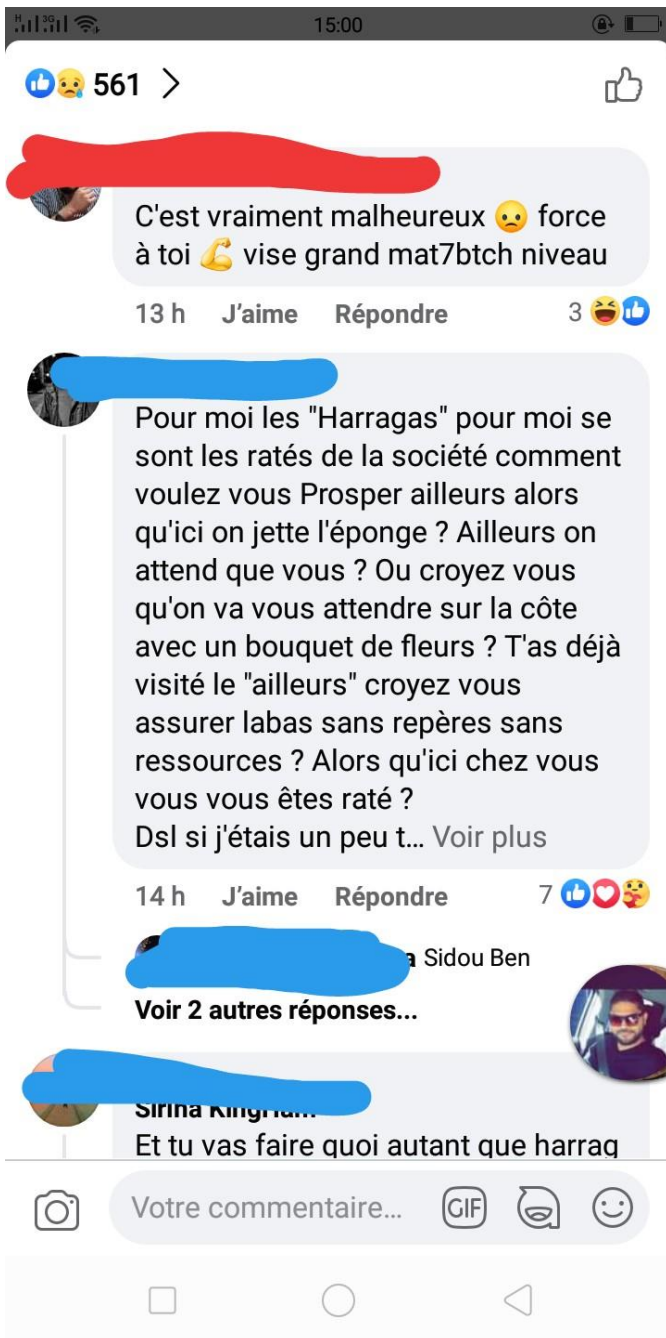 H 3G
15:00
561
C'est vraiment malheureux 😞 force
à toi 💪 vise grand mat7btch niveau
13 h J'aime Répondre 3
Pour moi les "Harragas" pour moi se
sont les ratés de la société comment
voulez vous Prosper ailleurs alors
qu'ici on jette l'éponge ? Ailleurs on
attend que vous ? Ou croyez vous
qu'on va vous attendre sur la côte
avec un bouquet de fleurs ? T'as déjà
visité le "ailleurs" croyez vous
assurer labas sans repères sans
ressources ? Alors qu'ici chez vous
vous vous êtes raté ?
Dsl si j'étais un peu t... Voir plus
14 h J'aime Répondre 7
a Sidou Ben
Voir 2 autres réponses...
Et tu vas faire quoi autant que harrag
Votre commentaire...
GIF